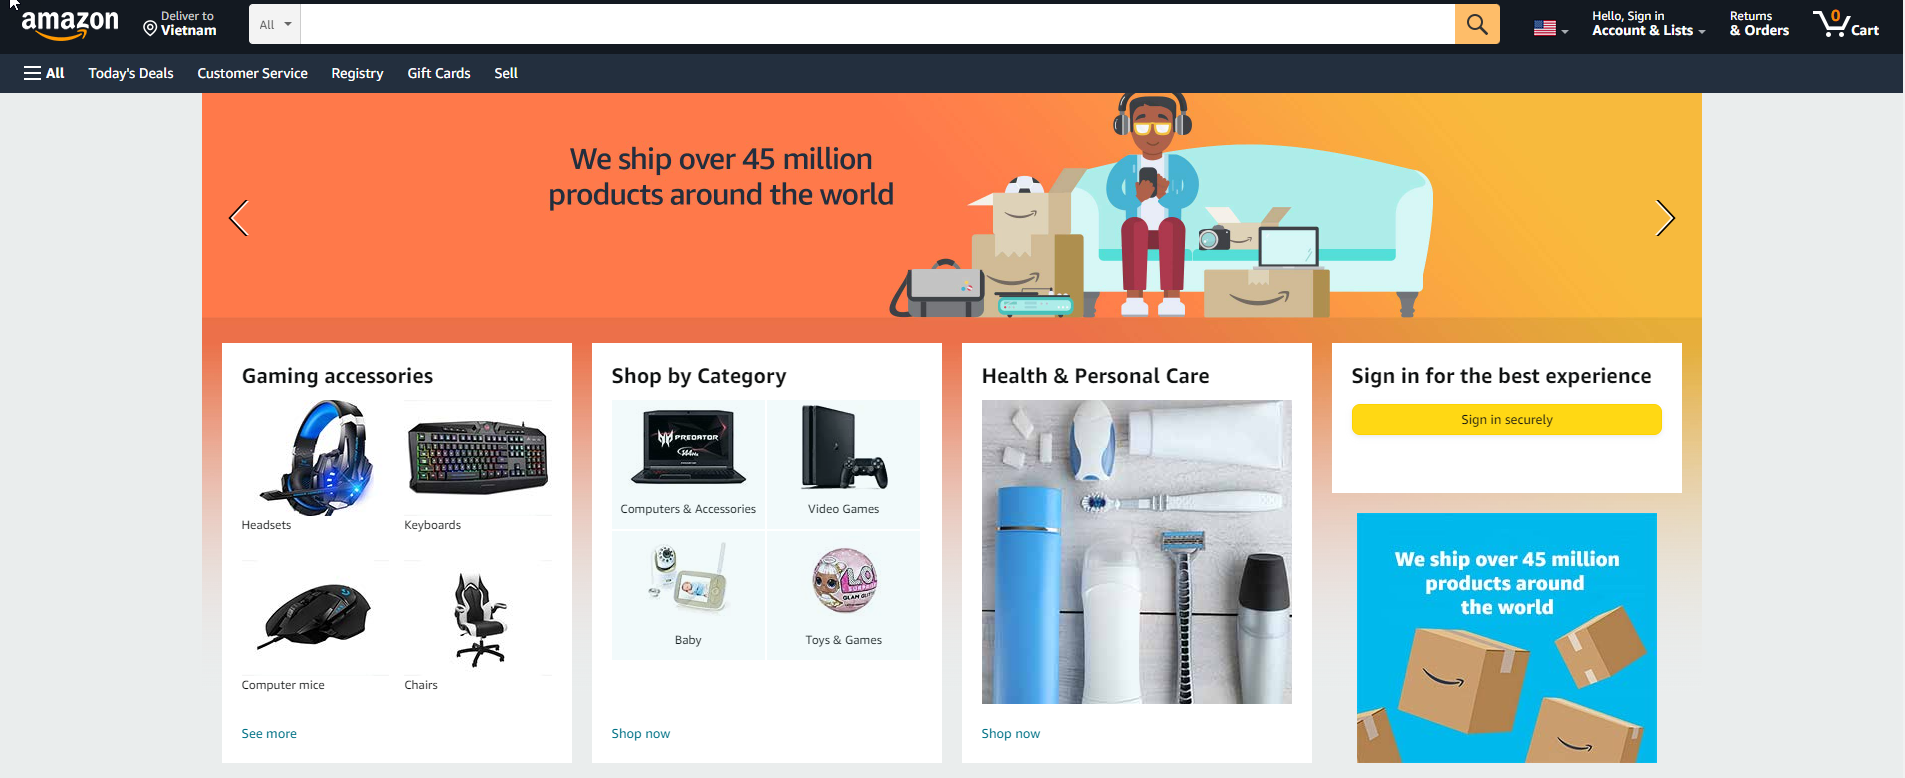 amazon
Deliver to
Vietnam
All
Hello, Sign in
Account & Lists
Returns
& Orders
0
Cart
All
Today's Deals
Customer Service
Registry
Gift Cards
Sell
We ship over 45 million
products around the world
Gaming accessories
Headsets
Keyboards
Computer mice
Chairs
See more
Shop by Category
PREDATOR
144Hz
Computers & Accessories
Video Games
L.O.L
SURPRISE
GLAM GLITTER
Baby
Toys & Games
Shop now
Health & Personal Care
Shop now
Sign in for the best experience
Sign in securely
We ship over 45 million
products around
the world